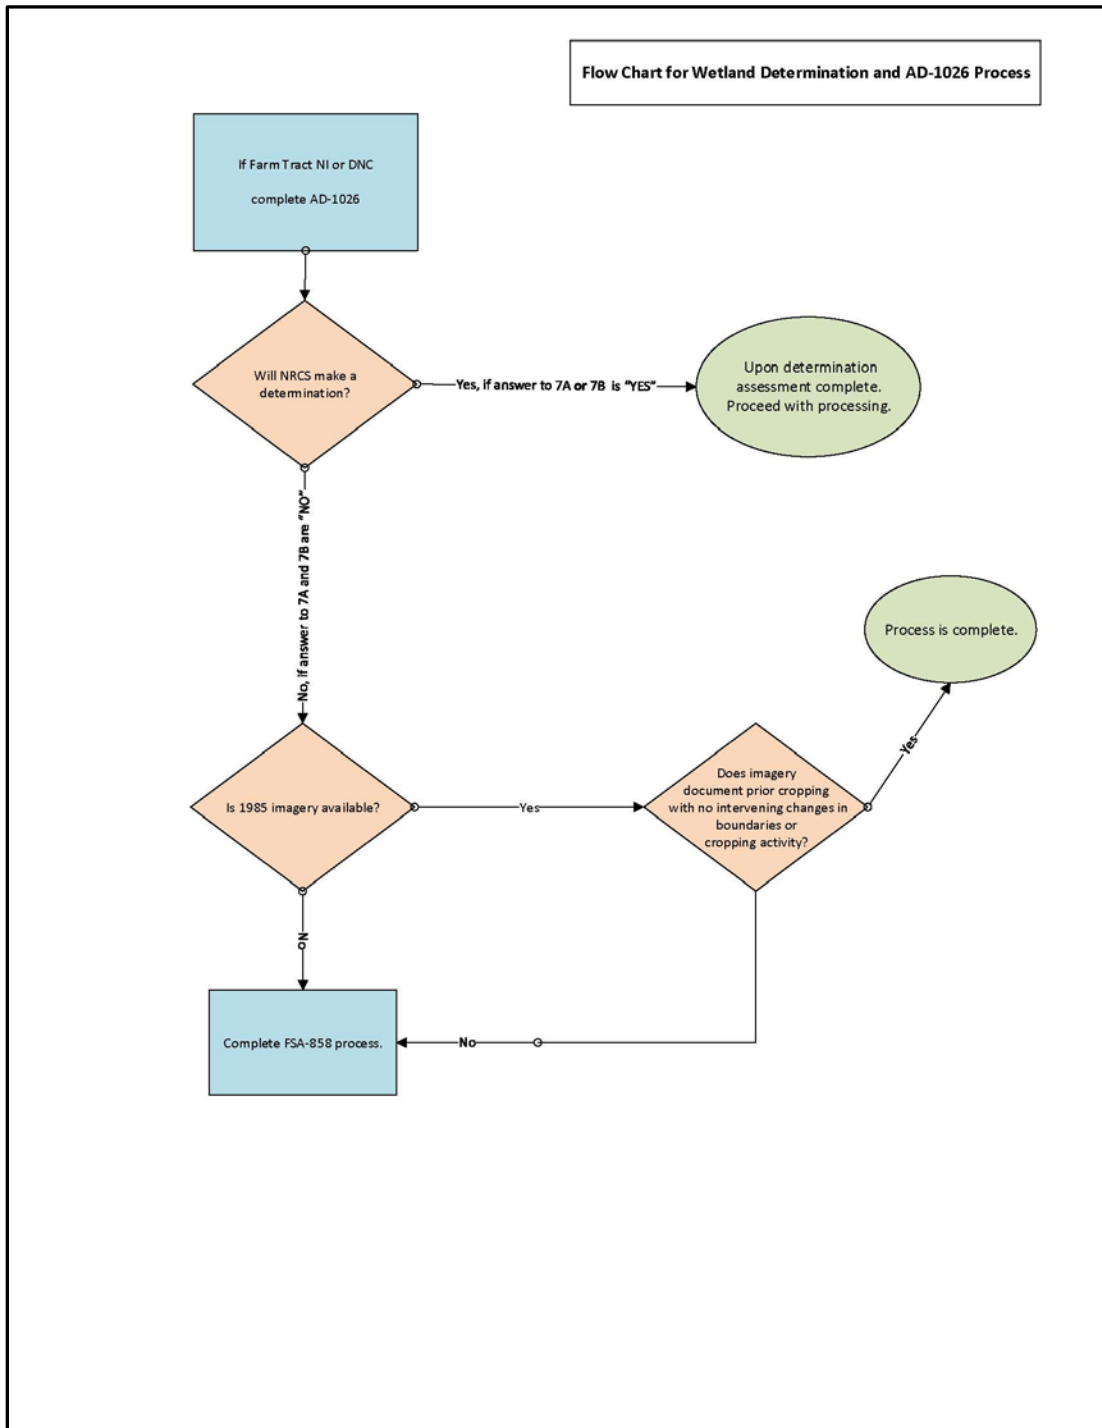 Flow Chart for Wetland Determination and AD-1026 Process
If Farm Tract NI or DNC
complete AD-1026
Will NRCS make a
determination?
Yes, if answer to 7A or 7B is "YES"
Upon determination
assessment complete.
Proceed with processing.
No, if answer to 7A and 7B are "NO"
Process is complete.
Is 1985 imagery available?
Yes
Does imagery
document prior cropping
with no intervening changes in
boundaries or
cropping activity?
Yes
No
Complete FSA-858 process.
No